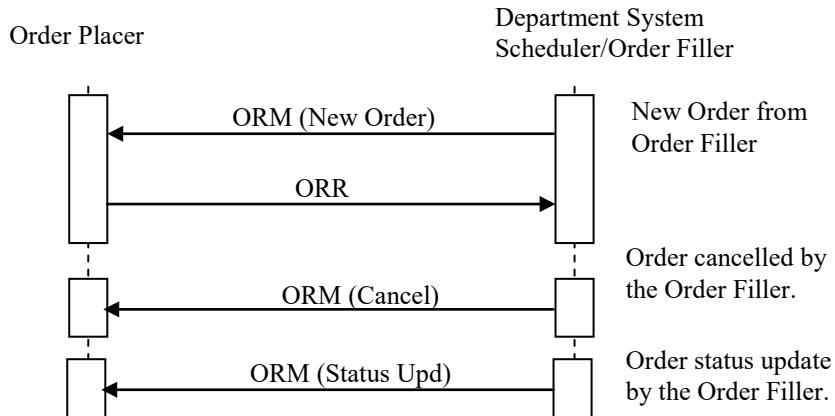 Order Placer
Department System
Scheduler/Order Filler
ORM (New Order)
New Order from
Order Filler
ORR
Order cancelled by
the Order Filler.
ORM (Cancel)
Order status update
by the Order Filler.
ORM (Status Upd)